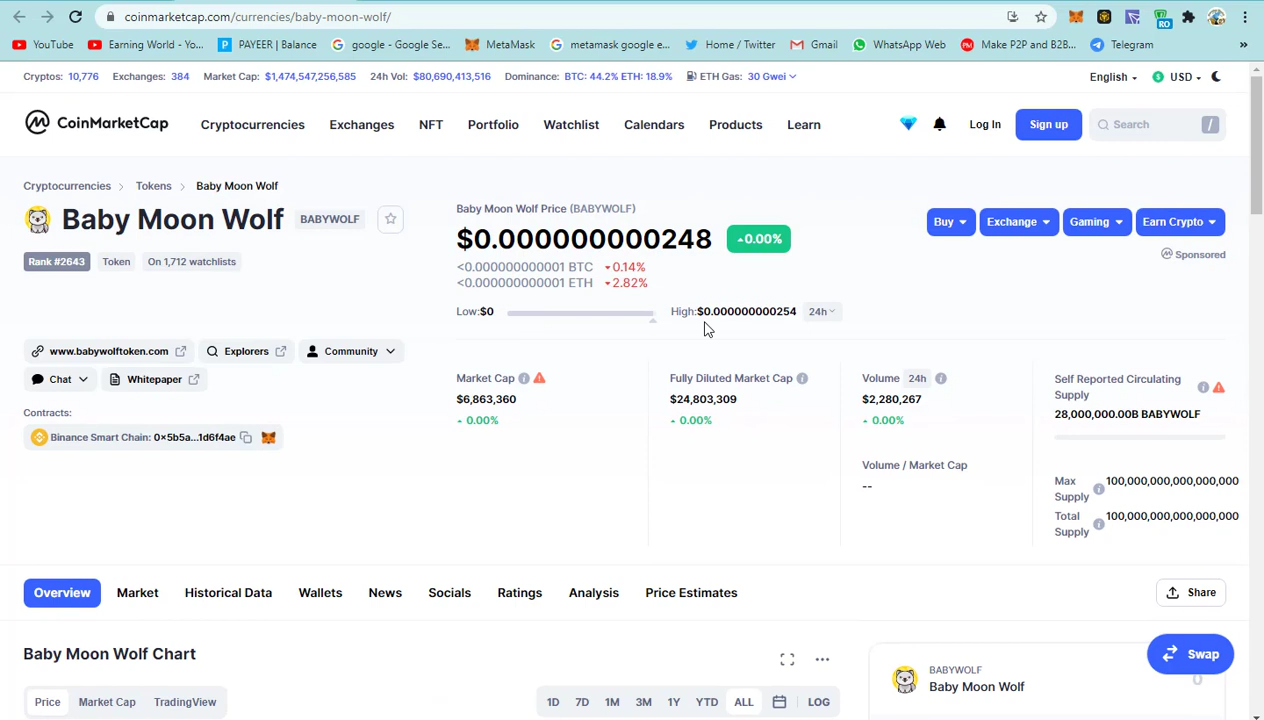 coinmarketcap.com/currencies/baby-moon-wolf/
RO
YouTube
Earning World - Yo...
PAYEER | Balance
google - Google Se...
MetaMask
metamask google e...
Home / Twitter
Gmail
WhatsApp Web
Make P2P and B2B...
Telegram
»
Cryptos: 10,776 Exchanges: 384 Market Cap: $1,474,547,256,585 24h Vol: $80,690,413,516 Dominance: BTC: 44.2% ETH: 18.9% ETH Gas: 30 Gwei
English USD
CoinMarketCap
Cryptocurrencies Exchanges NFT Portfolio Watchlist Calendars Products Learn
Log In Sign up Search /
Cryptocurrencies > Tokens > Baby Moon Wolf
Baby Moon Wolf BABYWOLF
Rank #2643 Token On 1,712 watchlists
www.babywolftoken.com Explorers Community
Chat Whitepaper
Contracts:
Binance Smart Chain: 0x5b5a...1d6f4ae
Baby Moon Wolf Price (BABYWOLF)
$0.000000000248 0.00%
<0.000000000001 BTC 0.14%
<0.000000000001 ETH 2.82%
Low:$0 High:$0.000000000254 24h
Buy Exchange Gaming Earn Crypto
Sponsored
Market Cap
$6,863,360
0.00%
Fully Diluted Market Cap
$24,803,309
0.00%
Volume 24h
$2,280,267
0.00%
Volume / Market Cap
--
Self Reported Circulating
Supply
28,000,000.00B BABYWOLF
Max 100,000,000,000,000,000
Supply
Total 100,000,000,000,000,000
Supply
Overview Market Historical Data Wallets News Socials Ratings Analysis Price Estimates
Share
Baby Moon Wolf Chart
Price Market Cap TradingView
1D 7D 1M 3M 1Y YTD ALL LOG
BABYWOLF
Baby Moon Wolf
0
Swap